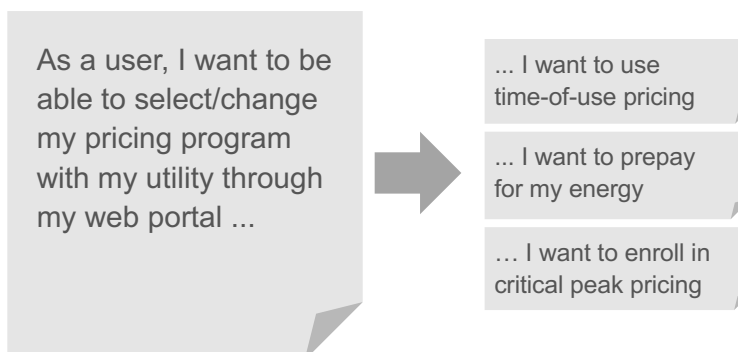 As a user, I want to be
able to select/change
my pricing program
with my utility through
my web portal ...
... I want to use
time-of-use pricing
... I want to prepay
for my energy
… I want to enroll in
critical peak pricing